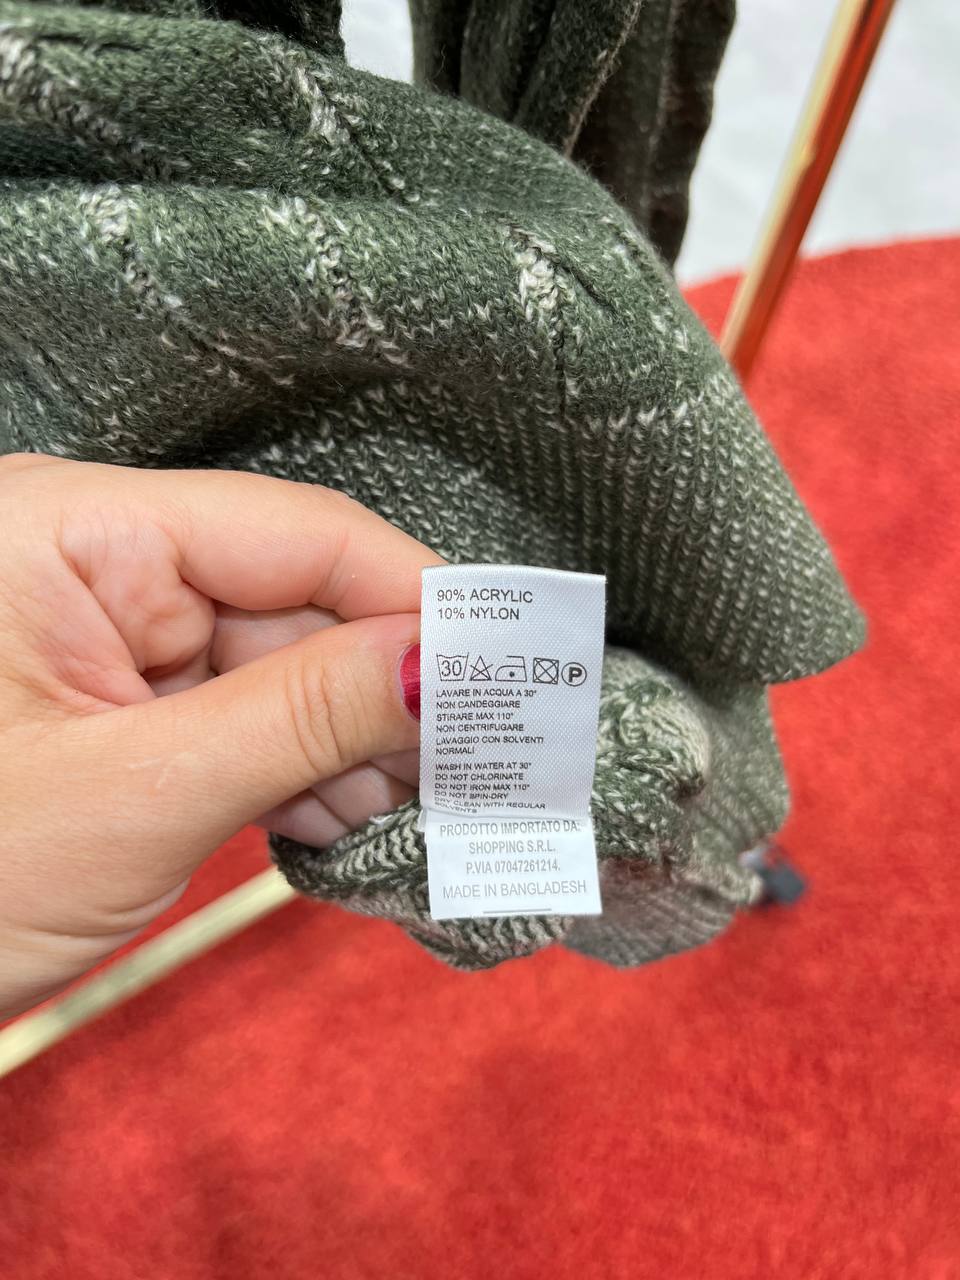 90% ACRYLIC
10% NYLON
30 P
LAVARE IN ACQUA A 30°
NON CANDEGGIARE
STIRARE MAX 110°
NON CENTRIFUGARE
LAVAGGIO CON SOLVENTI
NORMALI
WASH IN WATER AT 30°
DO NOT CHLORINATE
DO NOT IRON MAX 110°
DO NOT SPIN-DRY
DRY CLEAN WITH REGULAR
SOLVENTS
PRODOTTO IMPORTATO DA:
SHOPPING S.R.L.
P.VIA 07047261214.
MADE IN BANGLADESH